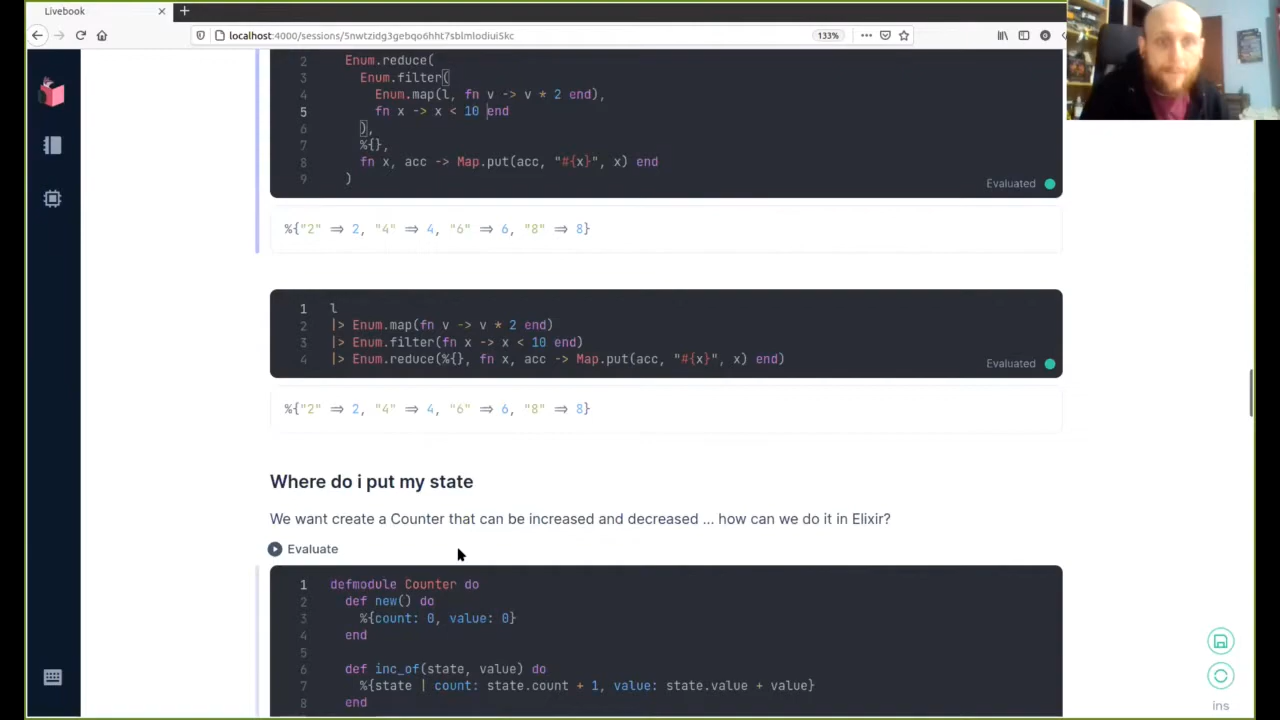 Livebook
localhost:4000/sessions/5nwtzidg3gebqo6hht7sblmlodiui5kc
133%
2 Enum.reduce(
3 Enum.filter(
4 Enum.map(l, fn v -> v * 2 end),
5 fn x -> x < 10 end
6 ),
7 %{},
8 fn x, acc -> Map.put(acc, "#{x}", x) end
9 )
Evaluated
%{"2" => 2, "4" => 4, "6" => 6, "8" => 8}
1 l
2 |> Enum.map(fn v -> v * 2 end)
3 |> Enum.filter(fn x -> x < 10 end)
4 |> Enum.reduce(%{}, fn x, acc -> Map.put(acc, "#{x}", x) end)
Evaluated
%{"2" => 2, "4" => 4, "6" => 6, "8" => 8}
Where do i put my state
We want create a Counter that can be increased and decreased ... how can we do it in Elixir?
Evaluate
1 defmodule Counter do
2 def new() do
3 %{count: 0, value: 0}
4 end
5
6 def inc_of(state, value) do
7 %{state | count: state.count + 1, value: state.value + value}
8 end
ins